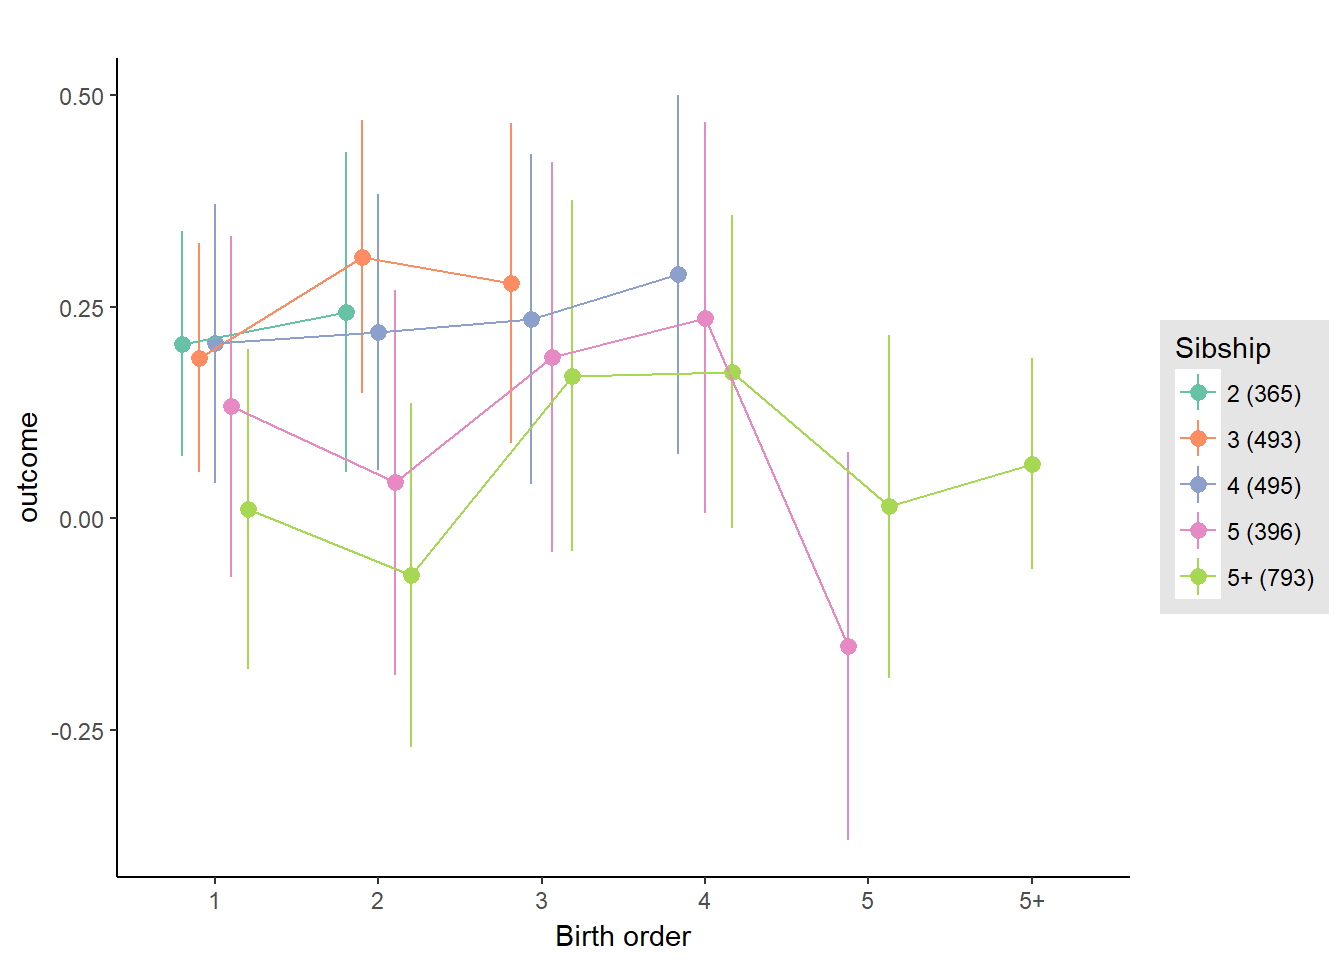 0.50
0.25
0.00
-0.25
outcome
1 2 3 4 5 5+
Birth order
Sibship
2 (365)
3 (493)
4 (495)
5 (396)
5+ (793)